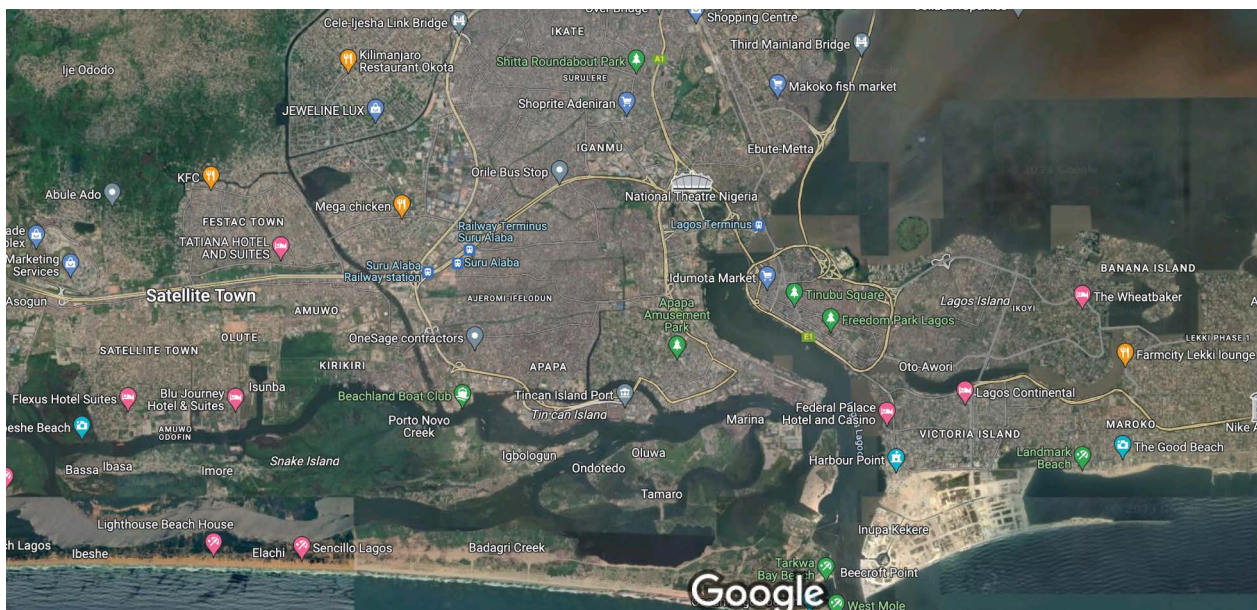 Cele-Ijesha Link Bridge
Shopping Centre
IKATE
Third Mainland Bridge
Kilimanjaro
Restaurant Okota
Shitta Roundabout Park
A1
Ije Ododo
SURULERE
Makoko fish market
JEWELINE LUX
Shoprite Adeniran
IGANMU
Ebute-Metta
Orile Bus Stop
KFC
Abule Ado
National Theatre Nigeria
Mega chicken
FESTAC TOWN
Railway Terminus
Suru Alaba
Lagos Terminus
TATIANA HOTEL
AND SUITES
Marketing
Services
Suru Alaba
Railway station
Suru Alaba
Idumota Market
BANANA ISLAND
Asogun
Satellite Town
AJEROMI-IFELODUN
Tinubu Square
Lagos Island
The Wheatbaker
IKOYI
AMUWO
Apapa
Amusement
Park
Freedom Park Lagos
OLUTE
OneSage contractors
E1
LEKKI PHASE 1
SATELLITE TOWN
Farmcity Lekki lounge
KIRIKIRI
APAPA
Oto-Awori
Isunba
Flexus Hotel Suites
Blu Journey
Hotel & Suites
Beachland Boat Club
Tincan Island Port
Lagos Continental
Tin can Island
Federal Palace
Hotel and Casino
Porto Novo
Creek
Marina
MAROKO
Nike A
eshe Beach
AMUWO
ODOFIN
VICTORIA ISLAND
The Good Beach
Igbologun
Oluwa
Landmark
Beach
Harbour Point
Snake Island
Bassa
Ibasa
Imore
Ondotedo
Tamaro
Lighthouse Beach House
Inupa Kekere
ch Lagos
Ibeshe
Elachi
Sencillo Lagos
Badagri Creek
Tarkwa
Bay Beach
Beecroft Point
Google
West Mole